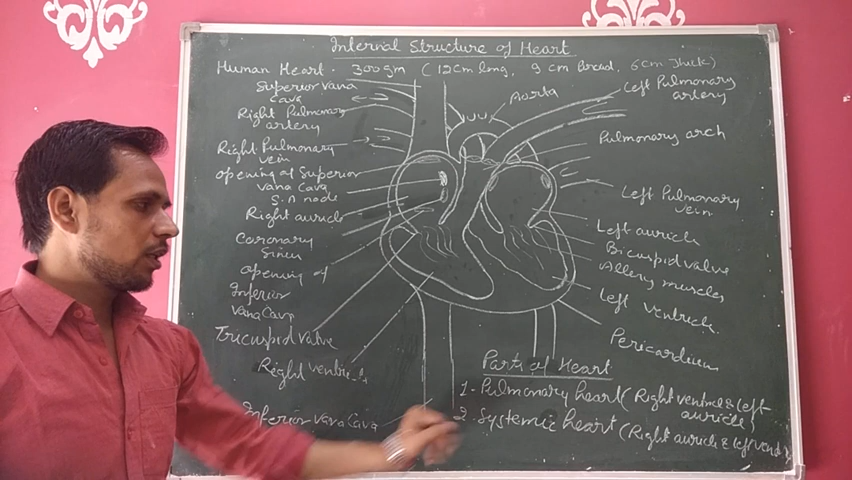 Internal Structure of Heart
Human Heart - 300gm ( 12cm long, 9 cm broad, 6cm thick)
Superior vana
cava
Right Pulmonary
artery
Right Pulmonary
vein
opening of Superior
vana Cava
S.A node
Right auricle
Coronary
Sinus
opening of
Inferior
vana Cava
Tricuspid valve
Right ventricle
Inferior vana Cava
Aorta
Left Pulmonary
artery
Pulmonary arch
Left Pulmonary
vein
Left auricle
Bicuspid valve
muscles
Left ventricle
Pericardium
Parts of Heart
1. Pulmonary heart (Right ventricle & left
auricle)
2. Systemic heart (Right auricle & left